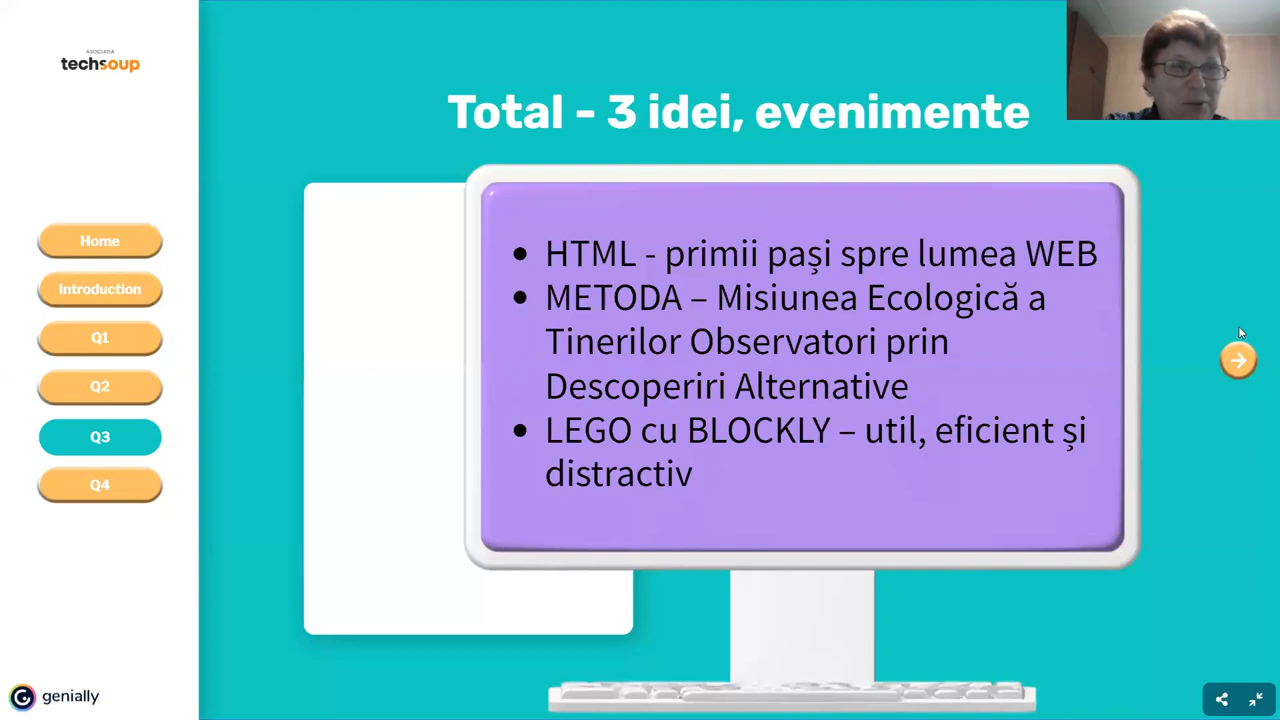 ASOCIAȚIA
techsoup
Total - 3 idei, evenimente
HTML - primii pași spre lumea WEB
METODA – Misiunea Ecologică a
Tinerilor Observatori prin
Descoperiri Alternative
LEGO cu BLOCKLY – util, eficient și
distractiv
Home
Introduction
Q1
Q2
Q3
Q4
genially